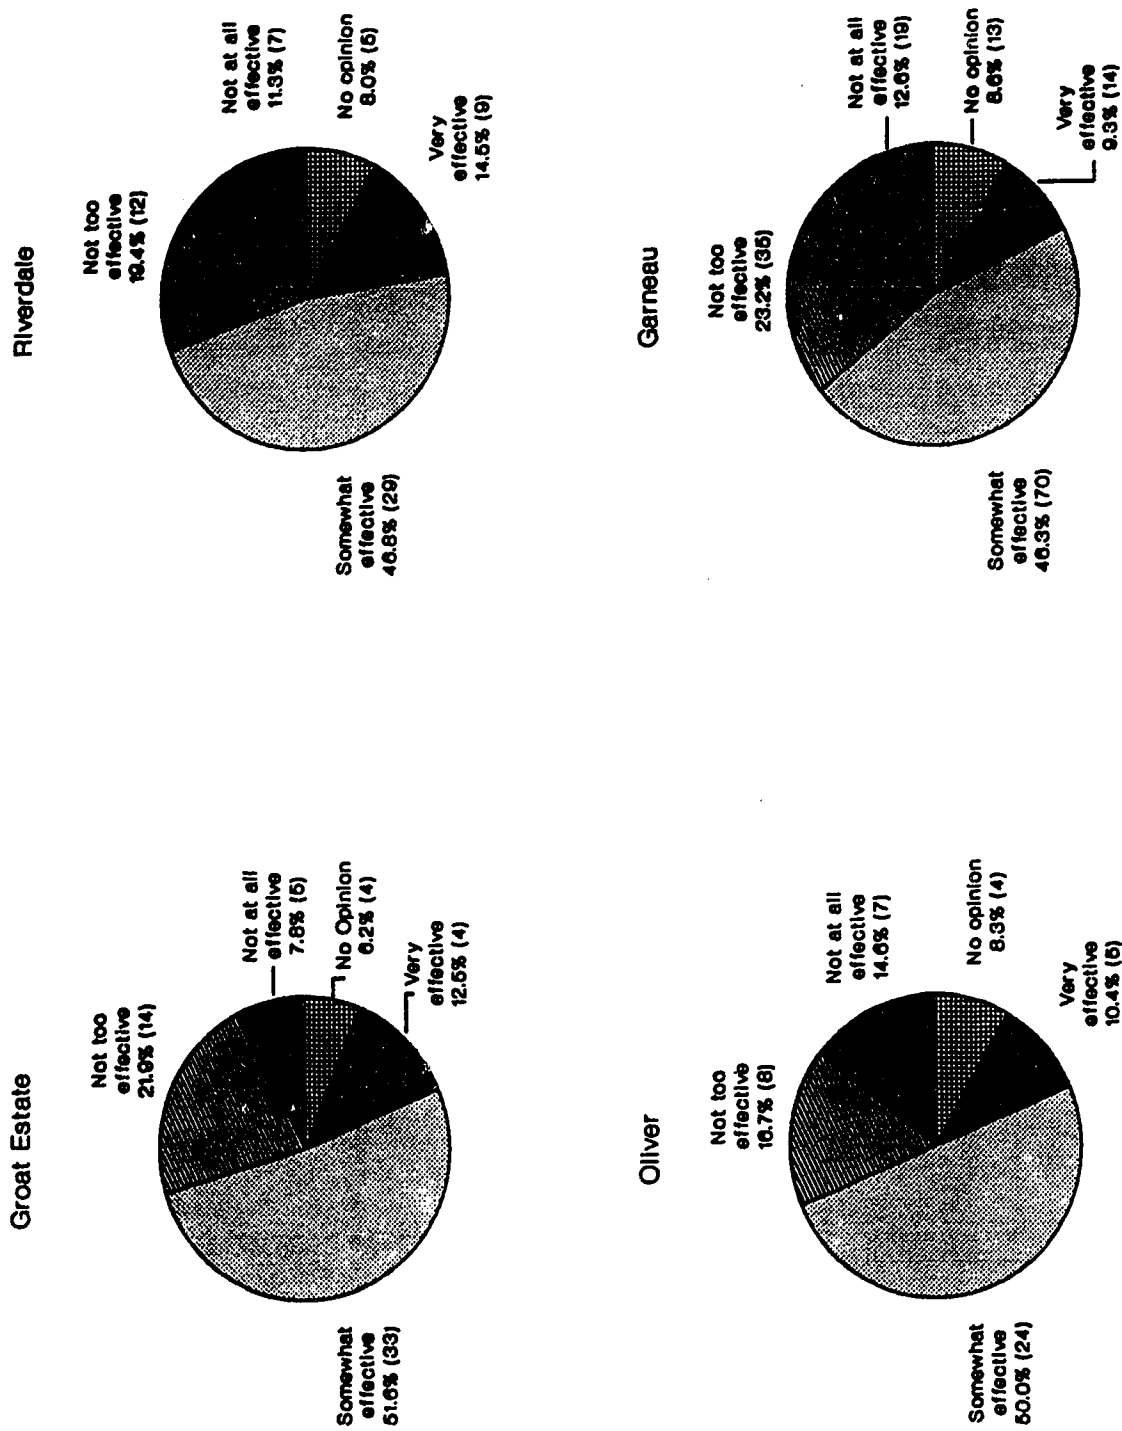 Groat Estate
Not too
effective
21.9% (14)
Not at all
effective
7.8% (5)
No Opinion
6.2% (4)
Very
effective
12.5% (4)
Somewhat
effective
51.6% (33)
Riverdale
Not too
effective
19.4% (12)
Not at all
effective
11.3% (7)
No opinion
8.0% (5)
Very
effective
14.5% (9)
Somewhat
effective
46.8% (29)
Oliver
Not too
effective
16.7% (8)
Not at all
effective
14.6% (7)
No opinion
8.3% (4)
Very
effective
10.4% (5)
Somewhat
effective
50.0% (24)
Garneau
Not too
effective
23.2% (35)
Not at all
effective
12.6% (19)
No opinion
8.6% (13)
Very
effective
9.3% (14)
Somewhat
effective
46.3% (70)